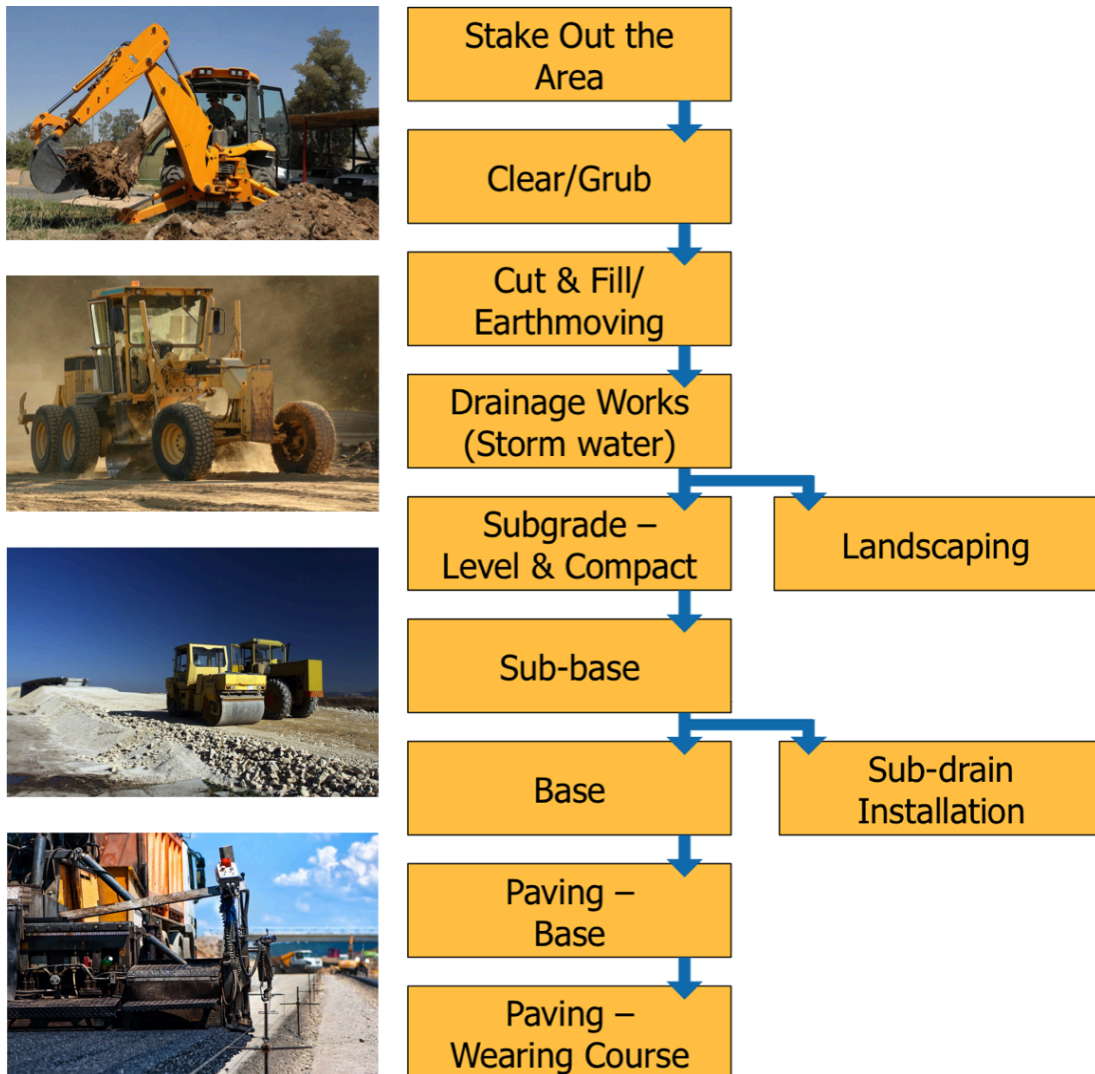 Stake Out the
Area
Clear/Grub
Cut & Fill/
Earthmoving
Drainage Works
(Storm water)
Subgrade –
Level & Compact
Landscaping
Sub-base
Base
Sub-drain
Installation
Paving –
Base
Paving –
Wearing Course